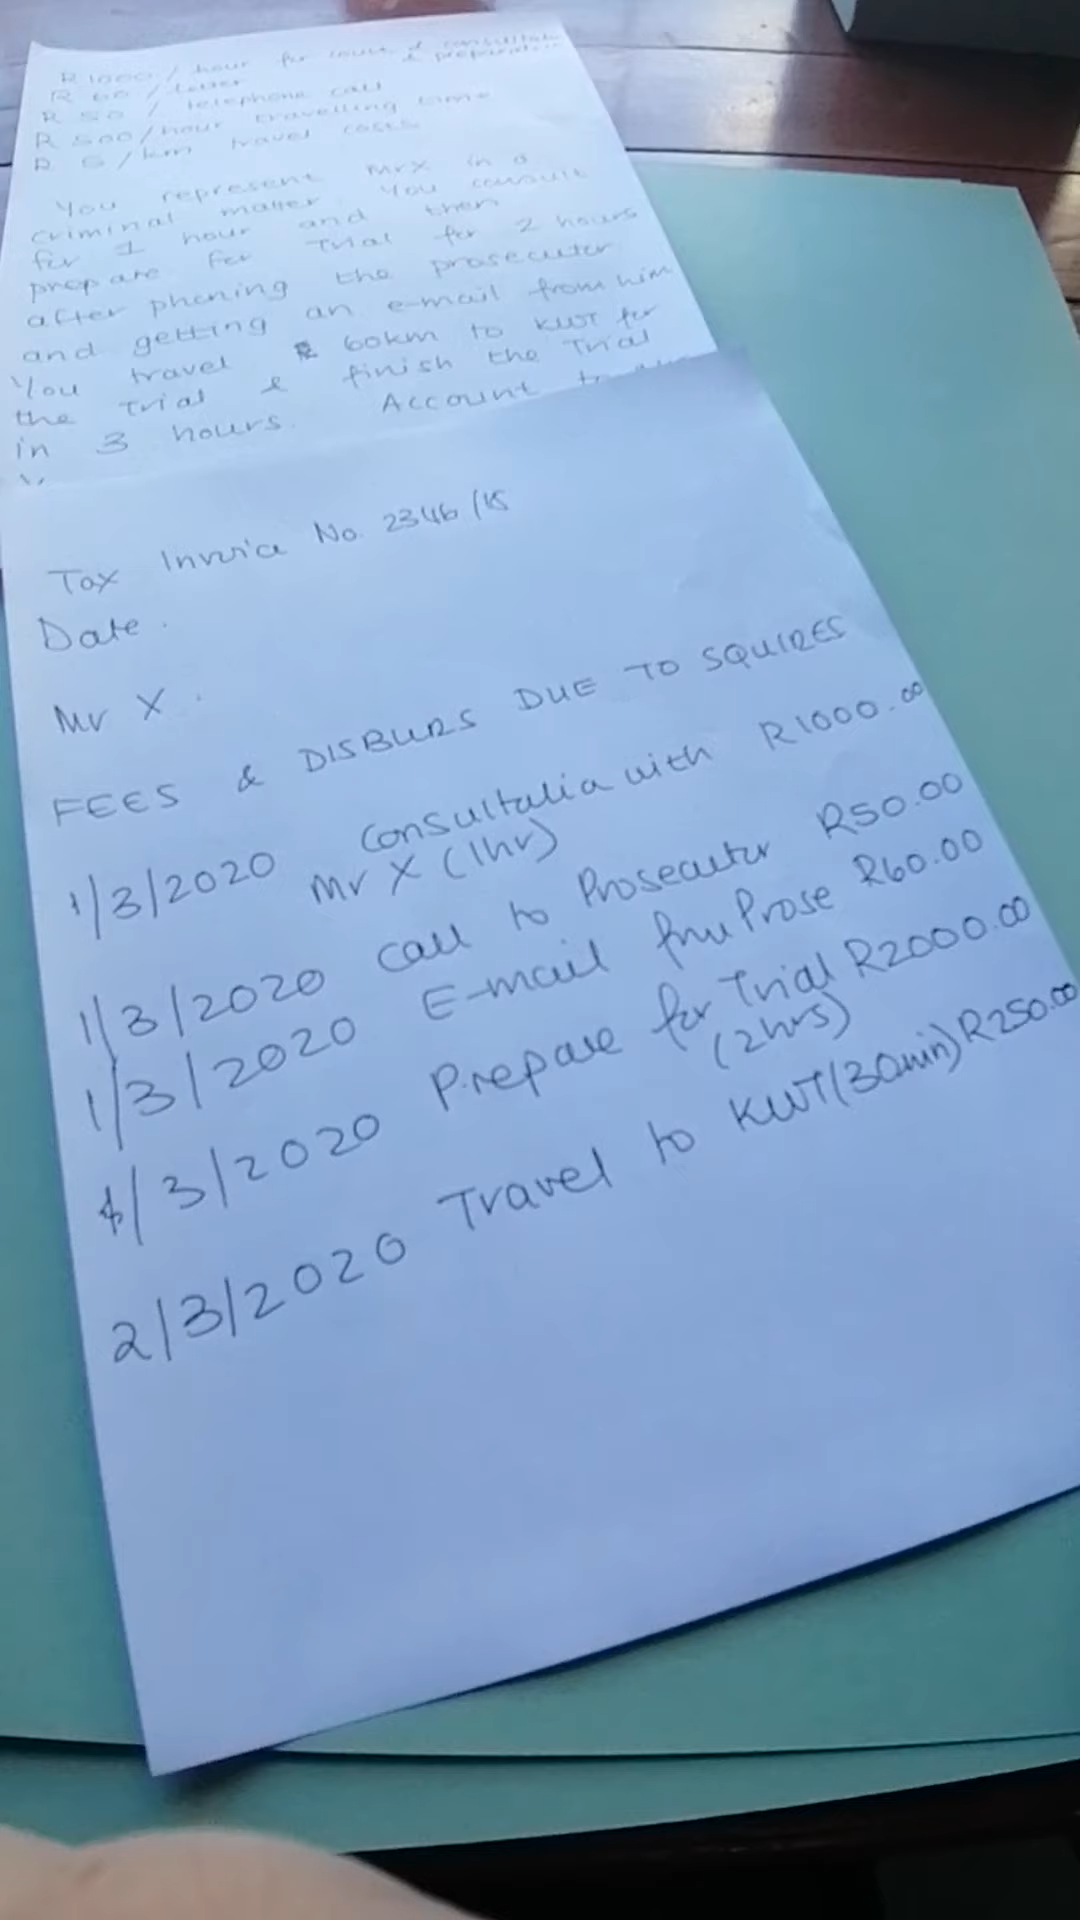 R 1000 / hour for court & consultation
& preparation
R 60 / letter
R 50 / telephone call
R 500/hour travelling time
R 5/km travel costs
You represent Mr X in a
criminal matter. You consult
for 1 hour and then
prepare for Trial for 2 hours
after phoning the prosecutor
and getting an e-mail from him
You travel 60km to KWT for
the Trial & finish the Trial
in 3 hours. Account to
Tax Invoice No. 2346/15
Date.
Mr X.
FEES & DISBURS DUE TO SQUIRES
1/3/2020 Consultatia with R1000.00
Mr X (1hr)
1/3/2020 call to Prosecutor R50.00
1/3/2020 E-mail from Prose R60.00
1/3/2020 Prepare for Trial R2000.00
(2hrs)
2/3/2020 Travel to KWT(30min) R250.00